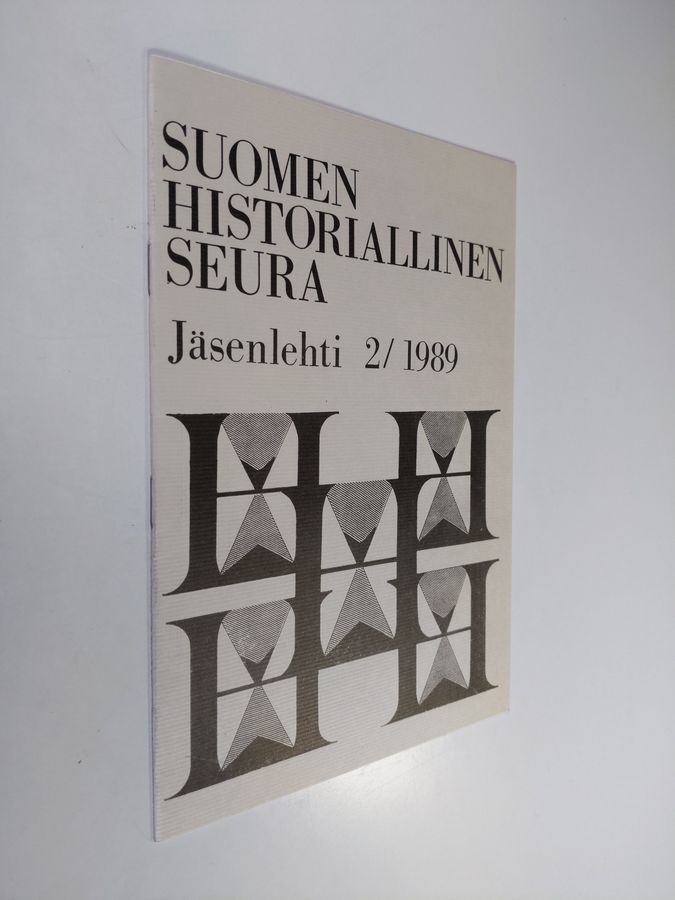 SUOMEN
HISTORIALLINEN
SEURA
Jäsenlehti 2/1989